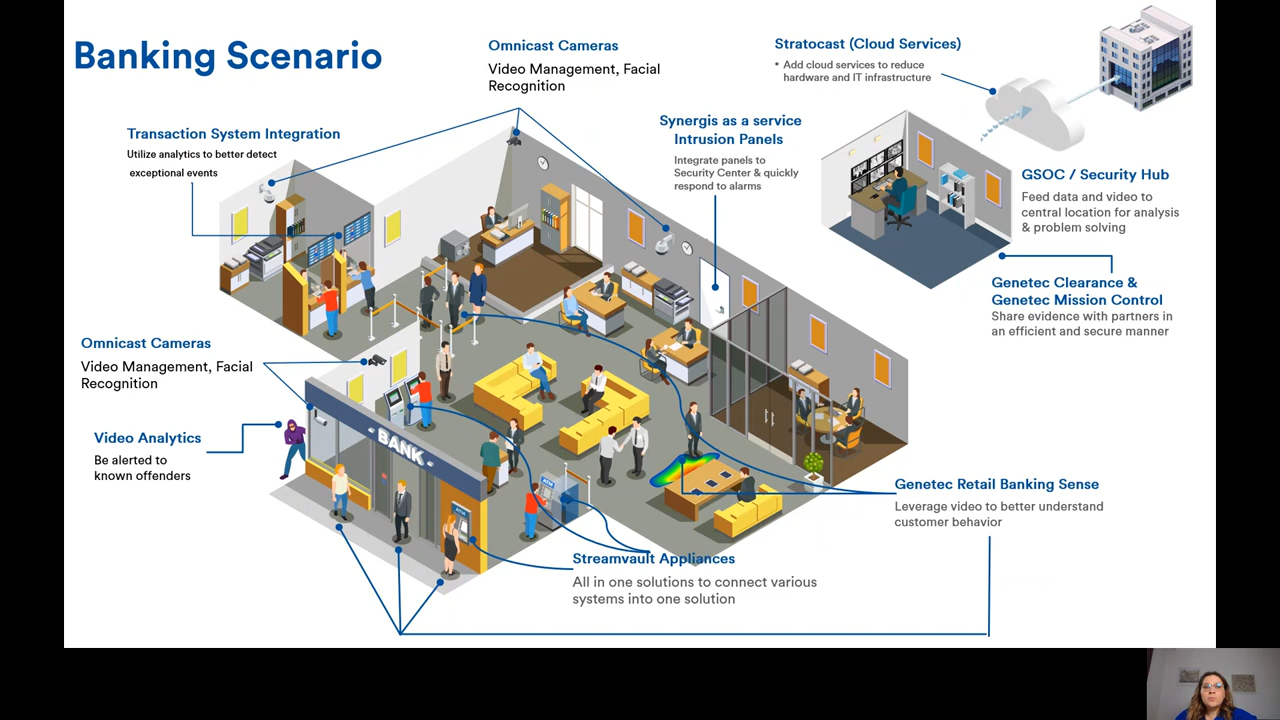 Banking Scenario
Omnicast Cameras
Video Management, Facial
Recognition
Stratocast (Cloud Services)
• Add cloud services to reduce
hardware and IT infrastructure
Transaction System Integration
Utilize analytics to better detect
exceptional events
Synergis as a service
Intrusion Panels
Integrate panels to
Security Center & quickly
respond to alarms
GSOC / Security Hub
Feed data and video to
central location for analysis
& problem solving
Genetec Clearance &
Genetec Mission Control
Share evidence with partners in
an efficient and secure manner
Omnicast Cameras
Video Management, Facial
Recognition
Video Analytics
Be alerted to
known offenders
BANK
ATM
ATM
Genetec Retail Banking Sense
Leverage video to better understand
customer behavior
Streamvault Appliances
All in one solutions to connect various
systems into one solution